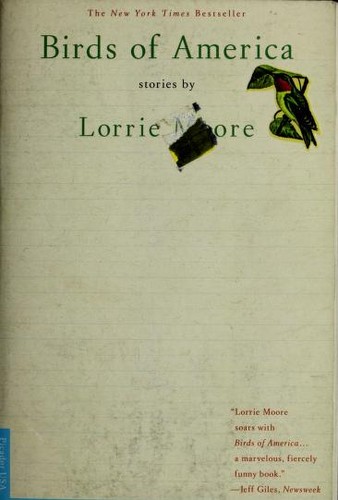 The New York Times Bestseller
Birds of America
stories by
Lorrie Moore
"Lorrie Moore
soars with
Birds of America...
a marvelous, fiercely
funny book."
—Jeff Giles, Newsweek
Picador USA